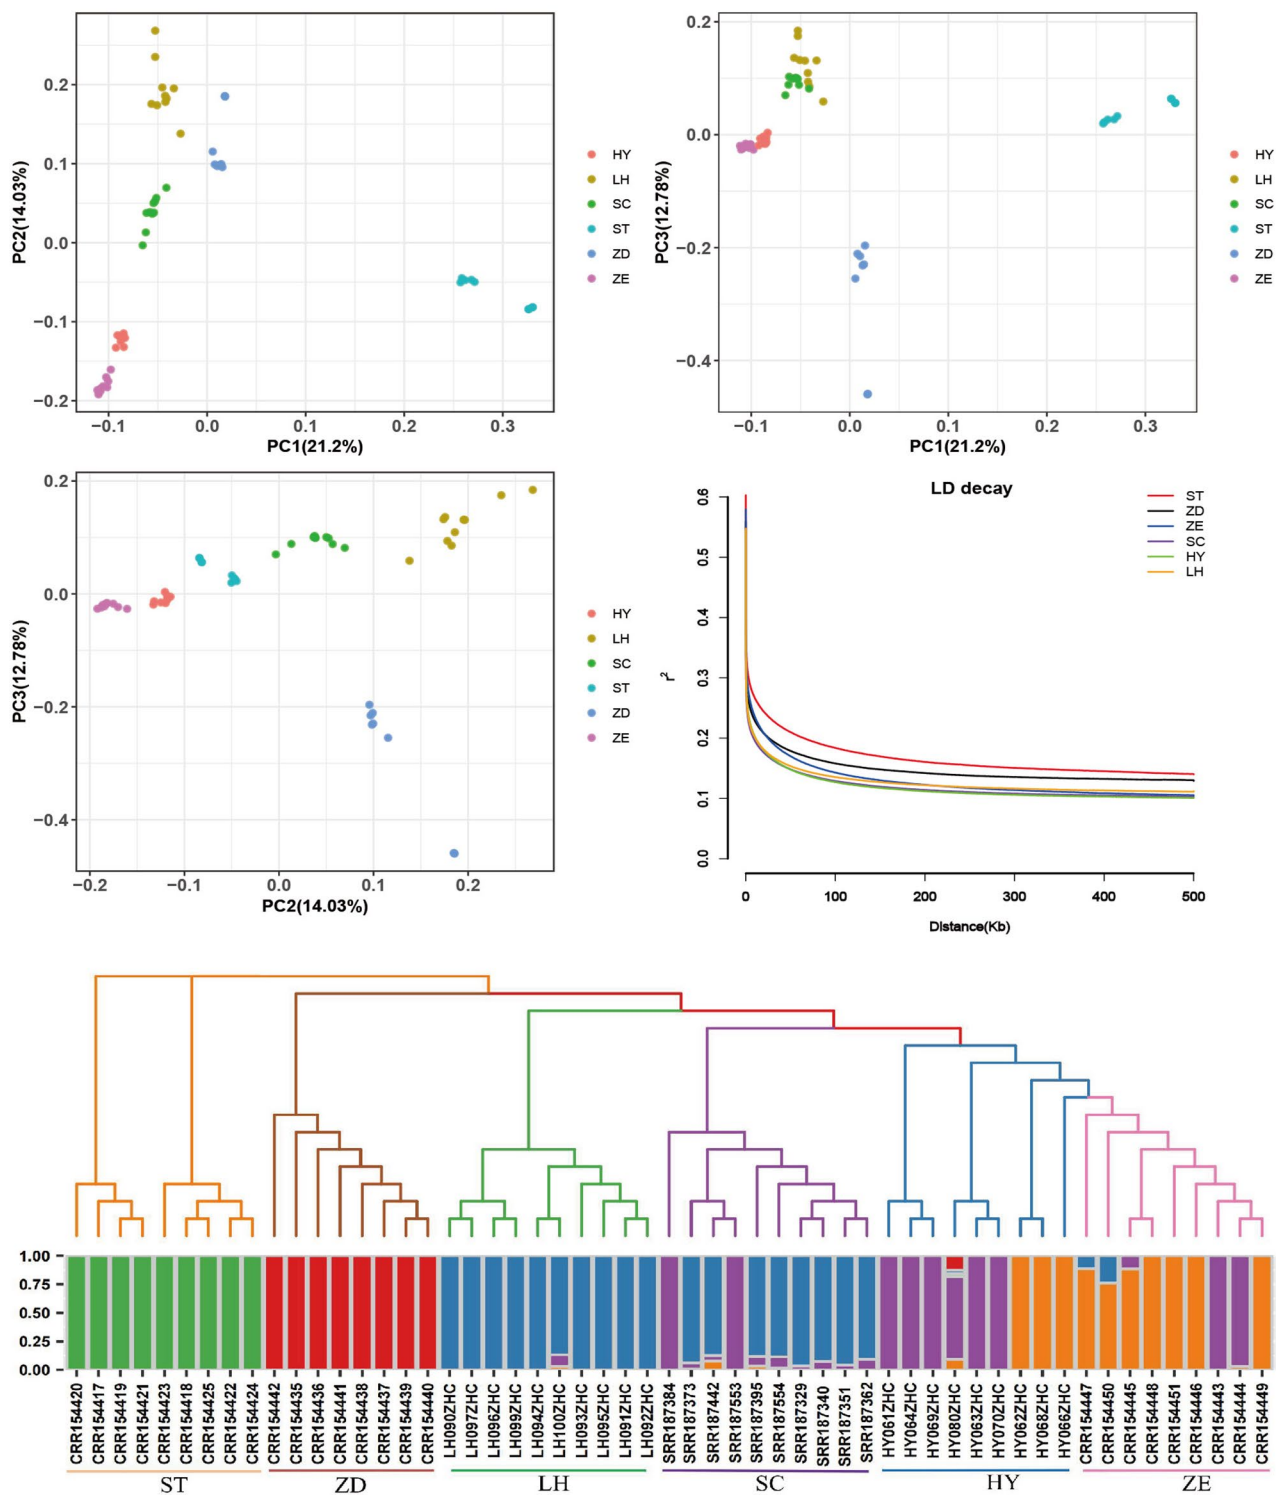 0.2
0.1
0.0
−0.1
−0.2
PC2(14.03%)
−0.1
0.0
0.1
0.2
0.3
PC1(21.2%)
HY
LH
SC
ST
ZD
ZE
0.2
0.0
−0.2
−0.4
PC3(12.78%)
−0.1
0.0
0.1
0.2
0.3
PC1(21.2%)
HY
LH
SC
ST
ZD
ZE
0.2
0.0
−0.2
−0.4
PC3(12.78%)
−0.2
−0.1
0.0
0.1
0.2
PC2(14.03%)
HY
LH
SC
ST
ZD
ZE
LD decay
0.6
0.5
0.4
0.3
0.2
0.1
0.0
r²
0
100
200
300
400
500
Distance(Kb)
ST
ZD
ZE
SC
HY
LH
1.00
0.75
0.50
0.25
0.00
CRR154420
CRR154417
CRR154419
CRR154421
CRR154423
CRR154418
CRR154425
CRR154422
CRR154424
CRR154442
CRR154435
CRR154436
CRR154441
CRR154438
CRR154437
CRR154439
CRR154440
LH090ZHC
LH097ZHC
LH096ZHC
LH099ZHC
LH094ZHC
LH100ZHC
LH093ZHC
LH095ZHC
LH091ZHC
LH092ZHC
SRR187384
SRR187373
SRR187442
SRR187553
SRR187395
SRR187554
SRR187329
SRR187340
SRR187351
SRR187362
HY061ZHC
HY064ZHC
HY069ZHC
HY080ZHC
HY063ZHC
HY070ZHC
HY062ZHC
HY068ZHC
HY066ZHC
CRR154447
CRR154450
CRR154445
CRR154448
CRR154451
CRR154446
CRR154443
CRR154444
CRR154449
ST
ZD
LH
SC
HY
ZE